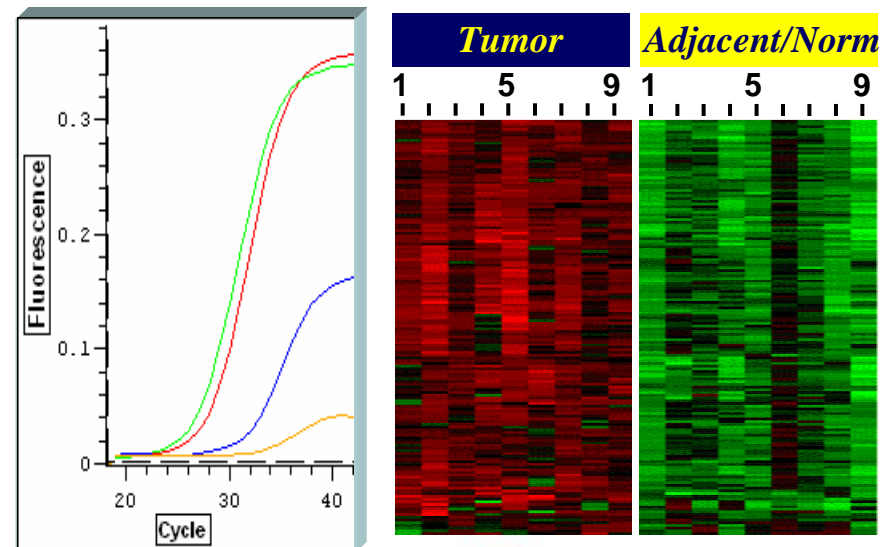 Fluorescence
0.3
0.2
0.1
0
20 30 40
Cycle
Tumor
1 5 9
Adjacent/Norm
1 5 9